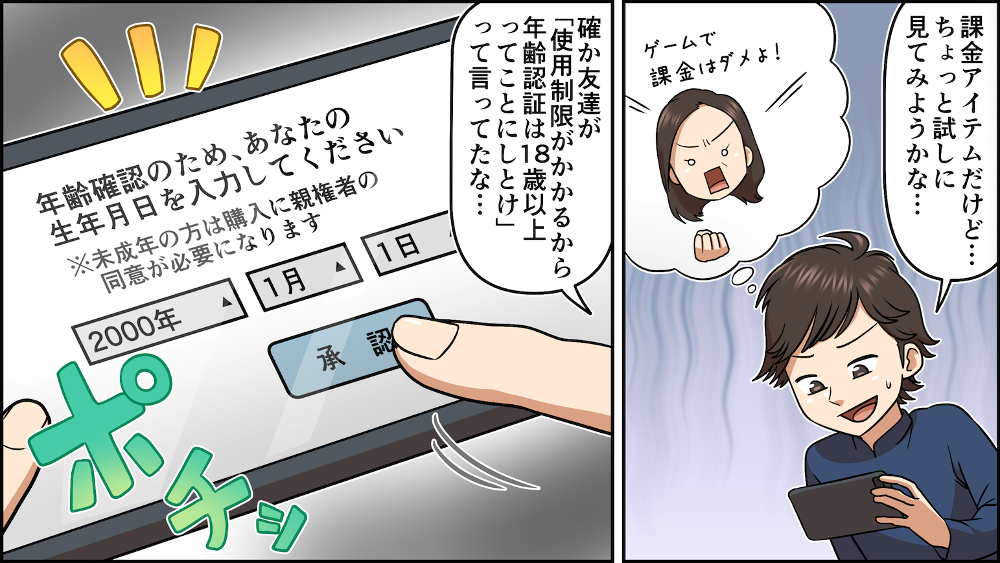 課金アイテムだけど…
ちょっと試しに
見てみようかな…
ゲームで
課金はダメよ!
確か友達が
「使用制限がかかるから
年齢認証は18歳以上
ってことにしとけ」
って言ってたな…
年齢確認のため、あなたの
生年月日を入力してください
※未成年の方は購入に親権者の
同意が必要になります
2000年▲ 1月▲ 1日
承認
ポチッ